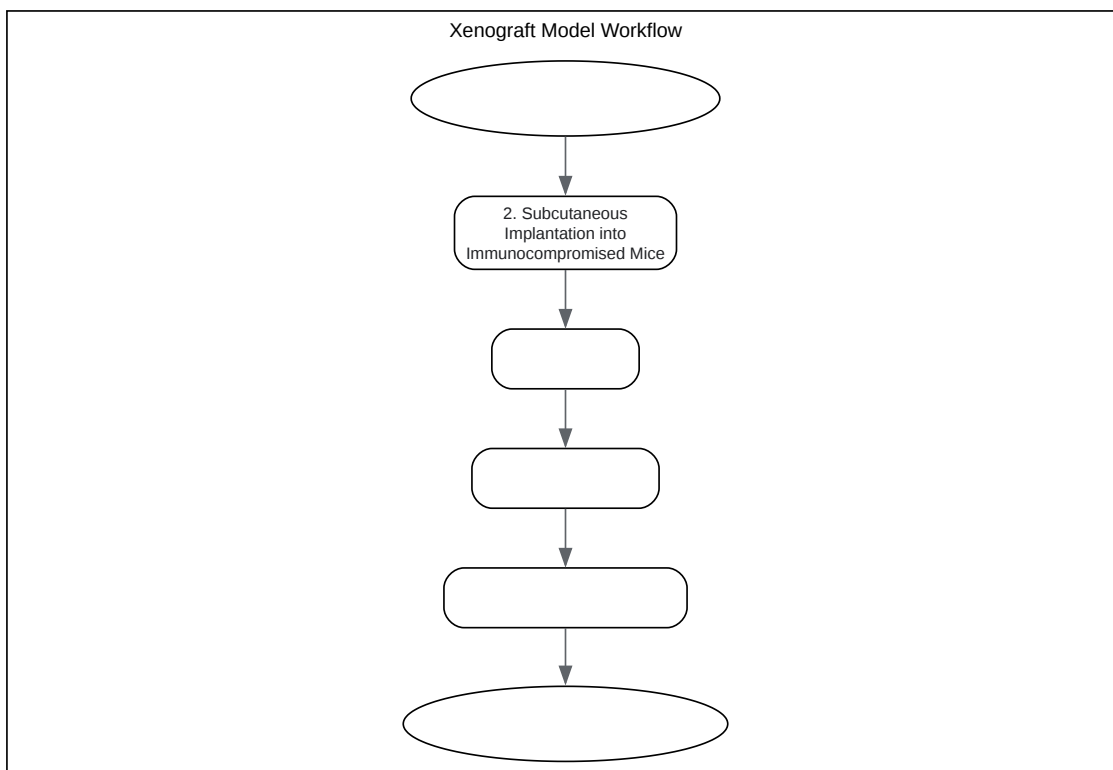 Xenograft Model Workflow
2. Subcutaneous
Implantation into
Immunocompromised Mice